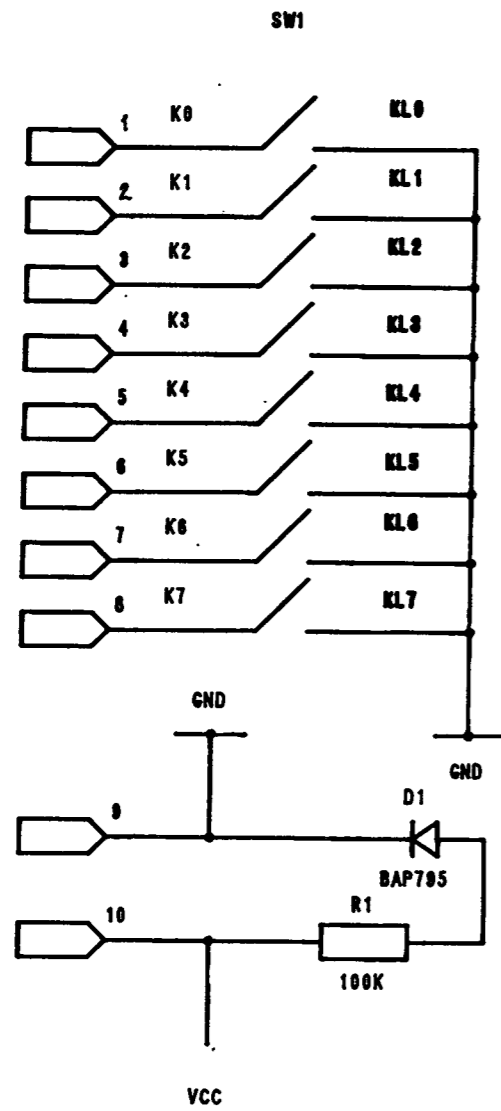 SW1
1 K0 KL0
2 K1 KL1
3 K2 KL2
4 K3 KL3
5 K4 KL4
6 K5 KL5
7 K6 KL6
8 K7 KL7
GND
GND
9 D1
BAP795
10 R1
100K
VCC